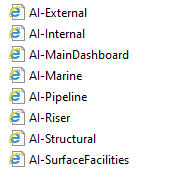 AI-External
AI-Internal
AI-MainDashboard
AI-Marine
AI-Pipeline
AI-Riser
AI-Structural
AI-SurfaceFacilities